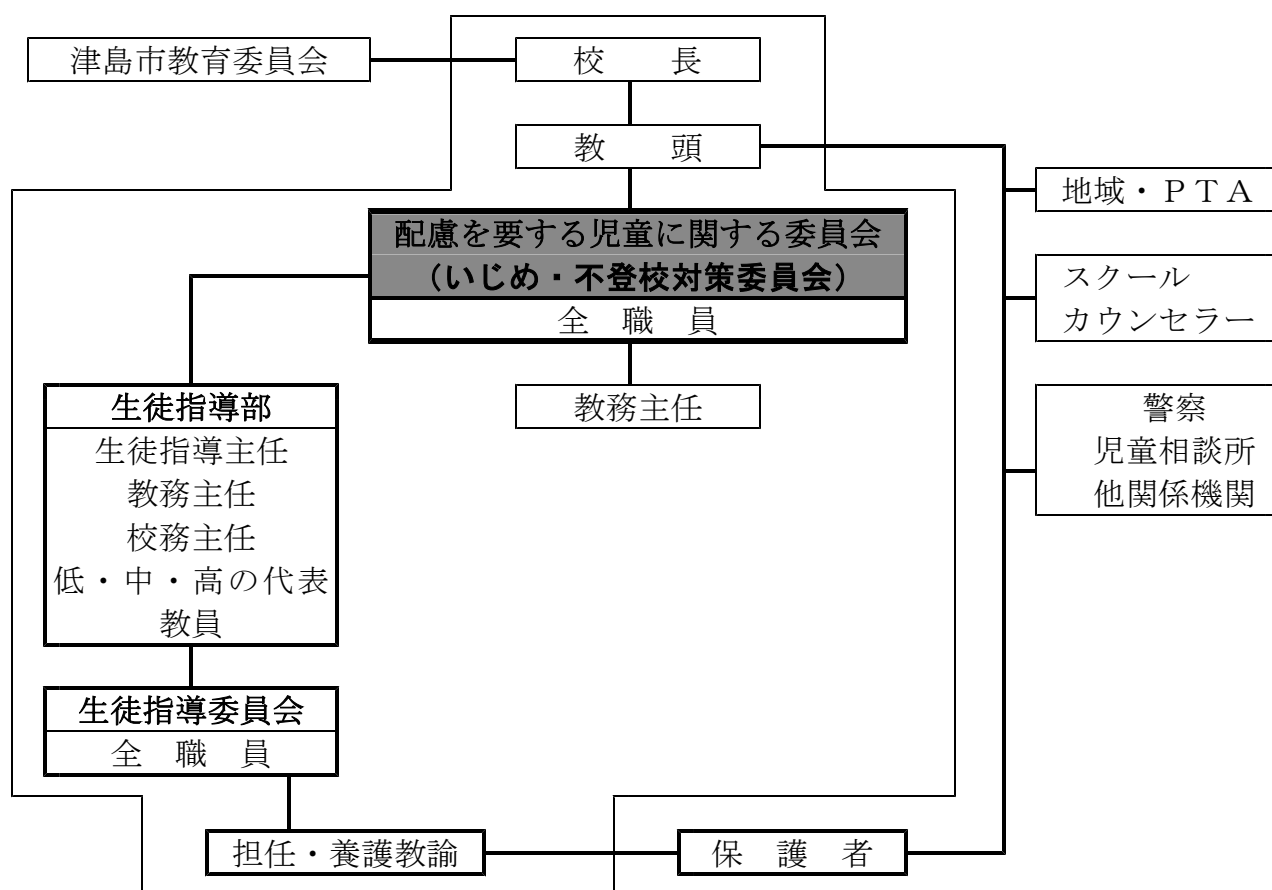 津島市教育委員会
校　　長
教　　頭
地域・ＰＴＡ
配慮を要する児童に関する委員会
（いじめ・不登校対策委員会）
全　職　員
スクール
カウンセラー
生徒指導部
生徒指導主任
教務主任
校務主任
低・中・高の代表
教員
教務主任
警察
児童相談所
他関係機関
生徒指導委員会
全　職　員
担任・養護教諭
保　護　者